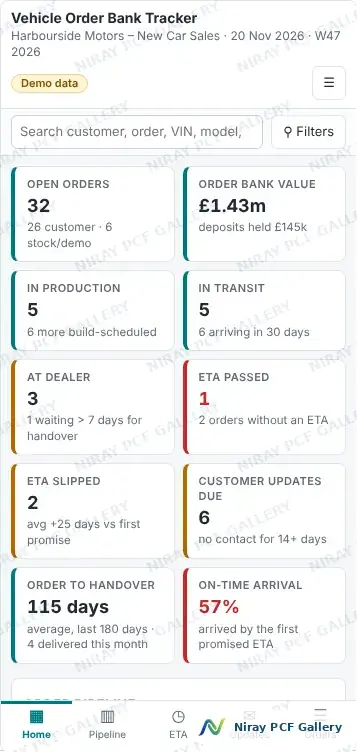 Vehicle Order Bank Tracker
Harbourside Motors – New Car Sales · 20 Nov 2026 · W47
2026
Demo data
☰
Search customer, order, VIN, model,
Filters
OPEN ORDERS
32
26 customer · 6
stock/demo
ORDER BANK VALUE
£1.43m
deposits held £145k
IN PRODUCTION
5
6 more build-scheduled
IN TRANSIT
5
6 arriving in 30 days
AT DEALER
3
1 waiting > 7 days for
handover
ETA PASSED
1
2 orders without an ETA
ETA SLIPPED
2
avg +25 days vs first
promise
CUSTOMER UPDATES
DUE
6
no contact for 14+ days
ORDER TO HANDOVER
115 days
average, last 180 days ·
4 delivered this month
ON-TIME ARRIVAL
57%
arrived by the first
promised ETA
Home
Pipeline
ETA
Niray PCF Gallery
NIRAY PCF GALLERY